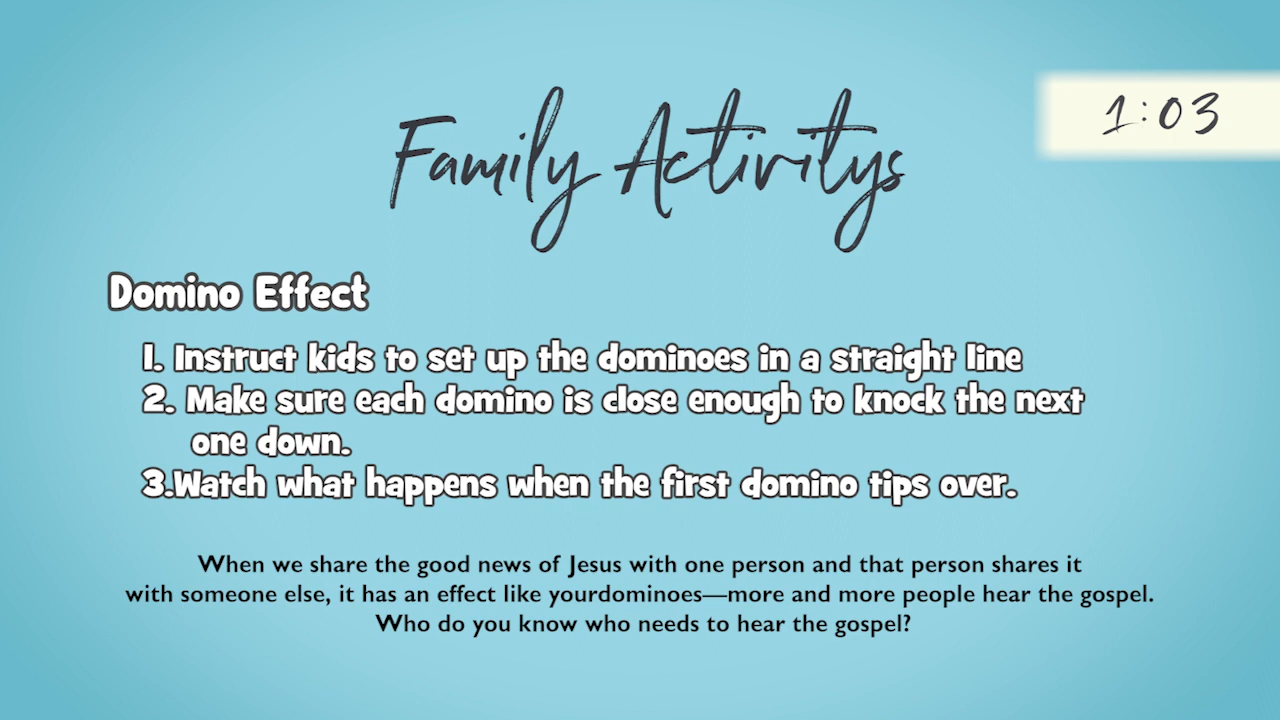 1:03
Family Activitys
Domino Effect
1. Instruct kids to set up the dominoes in a straight line
2. Make sure each domino is close enough to knock the next
one down.
3.Watch what happens when the first domino tips over.
When we share the good news of Jesus with one person and that person shares it
with someone else, it has an effect like yourdominoes—more and more people hear the gospel.
Who do you know who needs to hear the gospel?